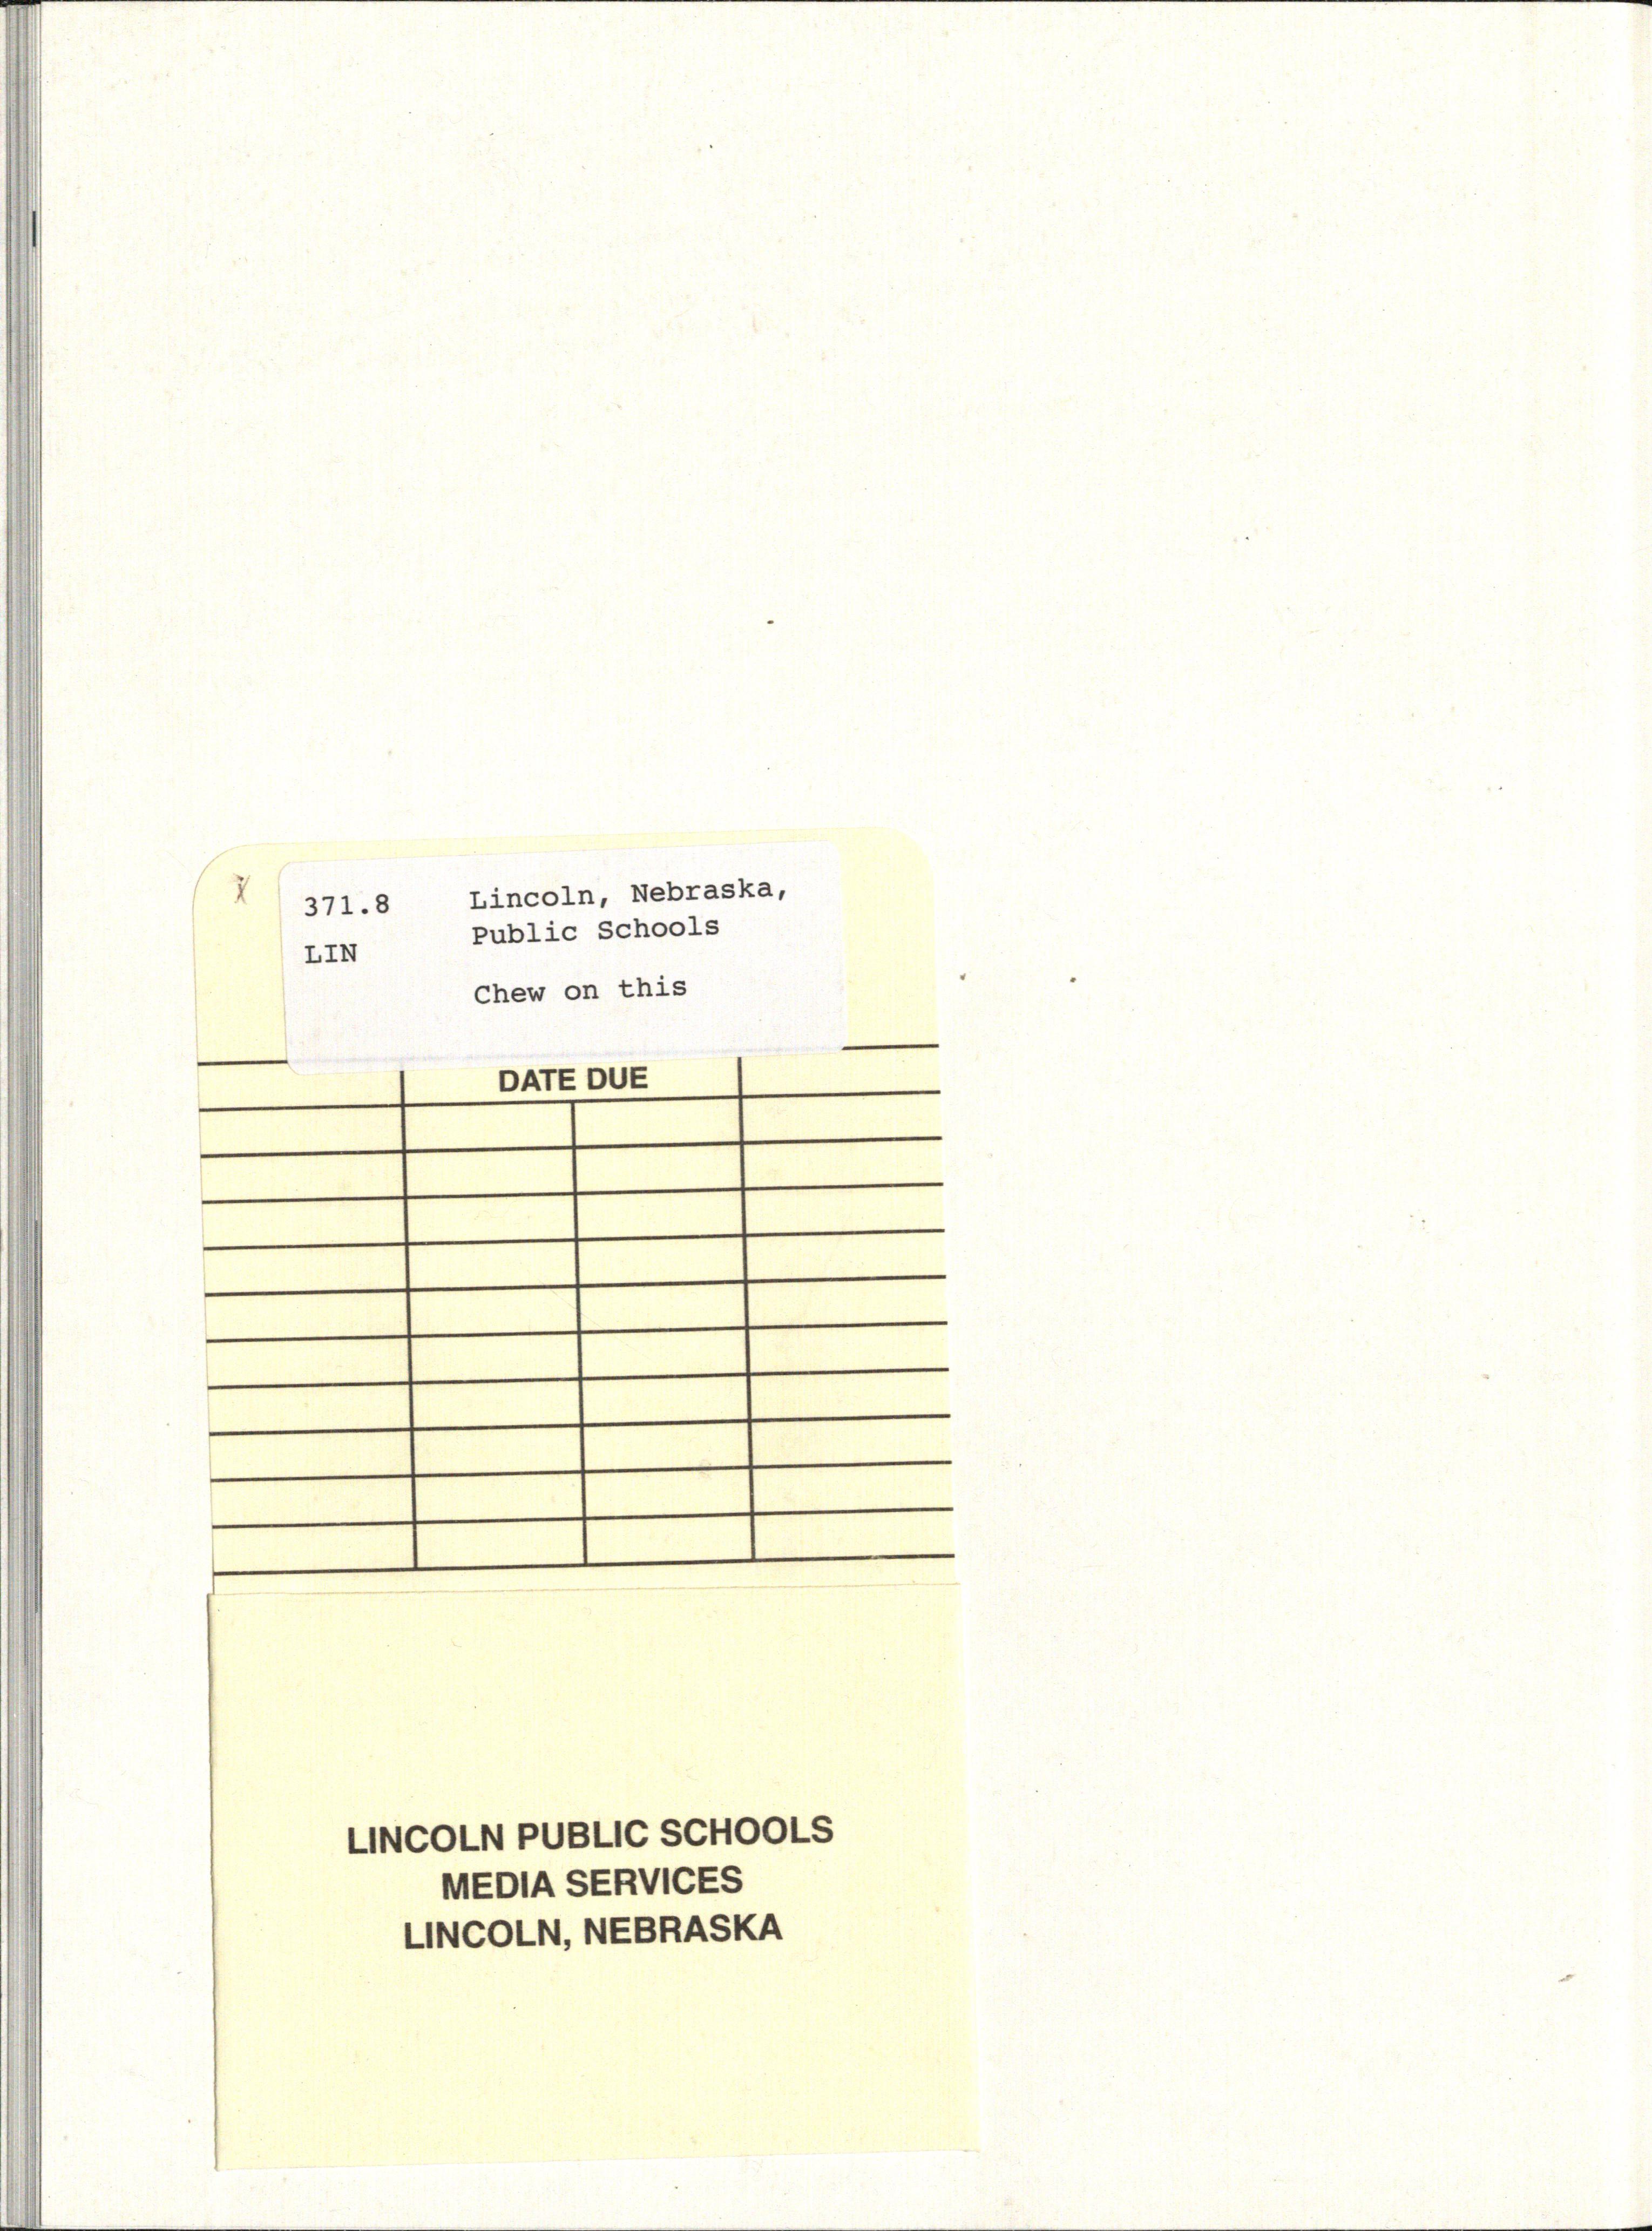 371.8 Lincoln, Nebraska,
Public Schools
LIN
Chew on this
DATE DUE
LINCOLN PUBLIC SCHOOLS
MEDIA SERVICES
LINCOLN, NEBRASKA